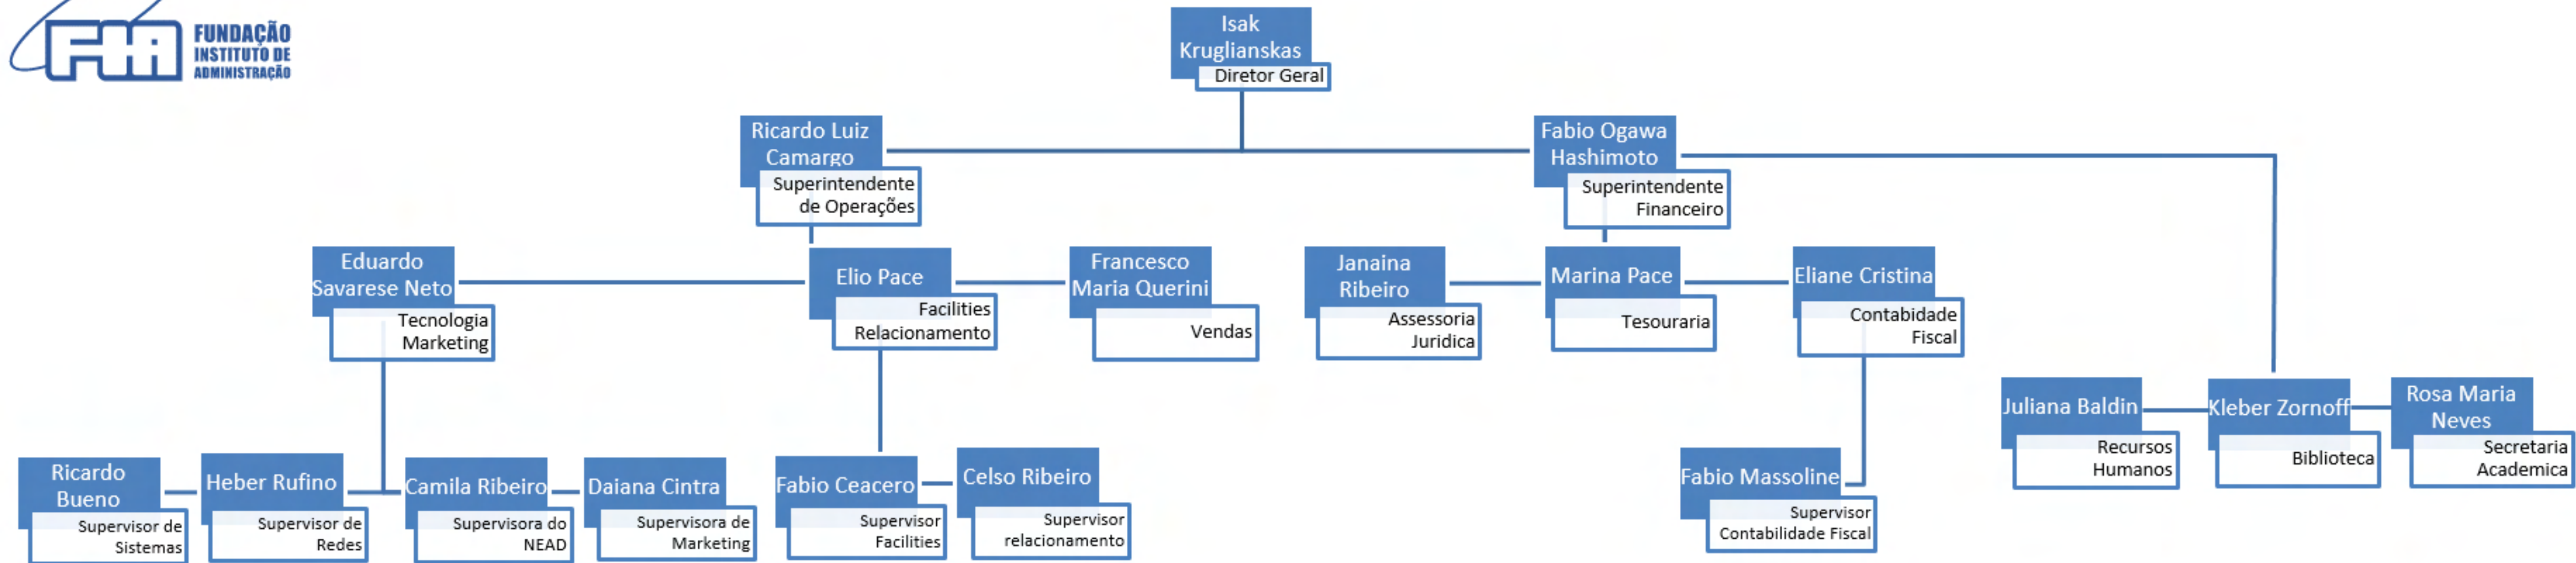 FIA
FUNDAÇÃO
INSTITUTO DE
ADMINISTRAÇÃO
Isak
Kruglianskas
Diretor Geral
Ricardo Luiz
Camargo
Superintendente
de Operações
Fabio Ogawa
Hashimoto
Superintendente
Financeiro
Eduardo
Savarese Neto
Tecnologia
Marketing
Elio Pace
Facilities
Relacionamento
Francesco
Maria Querini
Vendas
Janaina
Ribeiro
Assessoria
Juridica
Marina Pace
Tesouraria
Eliane Cristina
Contabidade
Fiscal
Juliana Baldin
Recursos
Humanos
Kleber Zornoff
Biblioteca
Rosa Maria
Neves
Secretaria
Academica
Ricardo
Bueno
Supervisor de
Sistemas
Heber Rufino
Supervisor de
Redes
Camila Ribeiro
Supervisora do
NEAD
Daiana Cintra
Supervisora de
Marketing
Fabio Ceacero
Supervisor
Facilities
Celso Ribeiro
Supervisor
relacionamento
Fabio Massoline
Supervisor
Contabilidade Fiscal